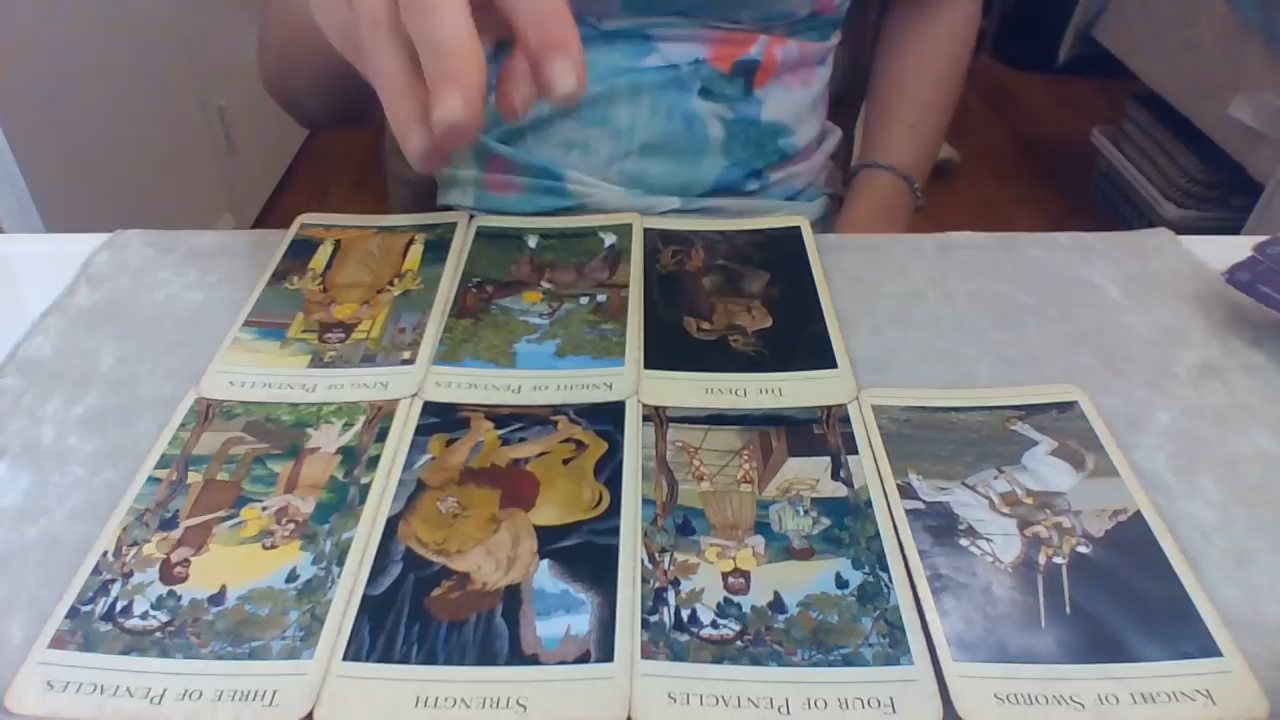 KING OF PENTACLES
KNIGHT OF PENTACLES
THE DEVIL
THREE OF PENTACLES
STRENGTH
FOUR OF PENTACLES
KNIGHT OF SWORDS